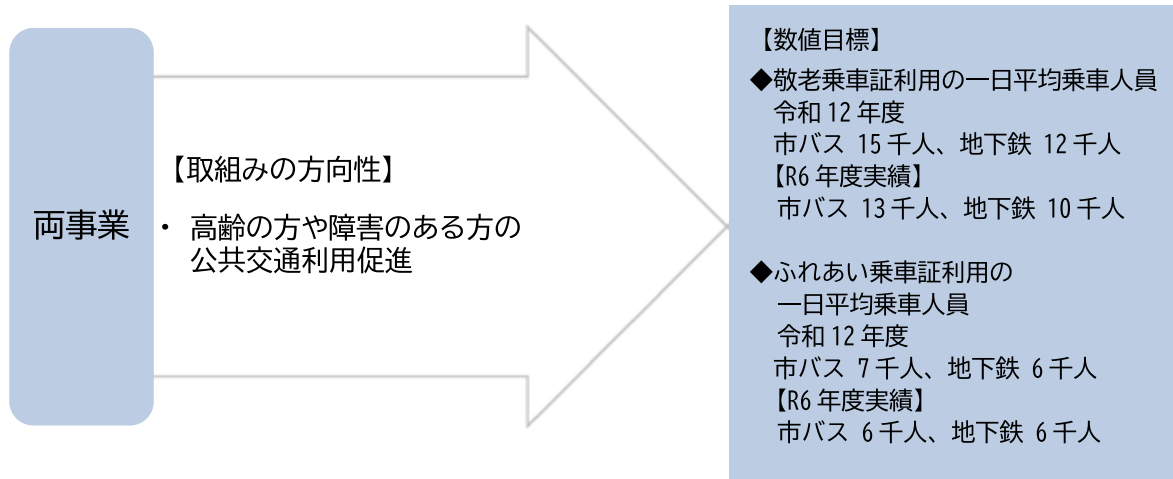 両事業
【取組みの方向性】
・ 高齢の方や障害のある方の
公共交通利用促進
【数値目標】
◆敬老乗車証利用の一日平均乗車人員
令和 12 年度
市バス 15 千人、地下鉄 12 千人
【R6 年度実績】
市バス 13 千人、地下鉄 10 千人
◆ふれあい乗車証利用の
一日平均乗車人員
令和 12 年度
市バス 7 千人、地下鉄 6 千人
【R6 年度実績】
市バス 6 千人、地下鉄 6 千人